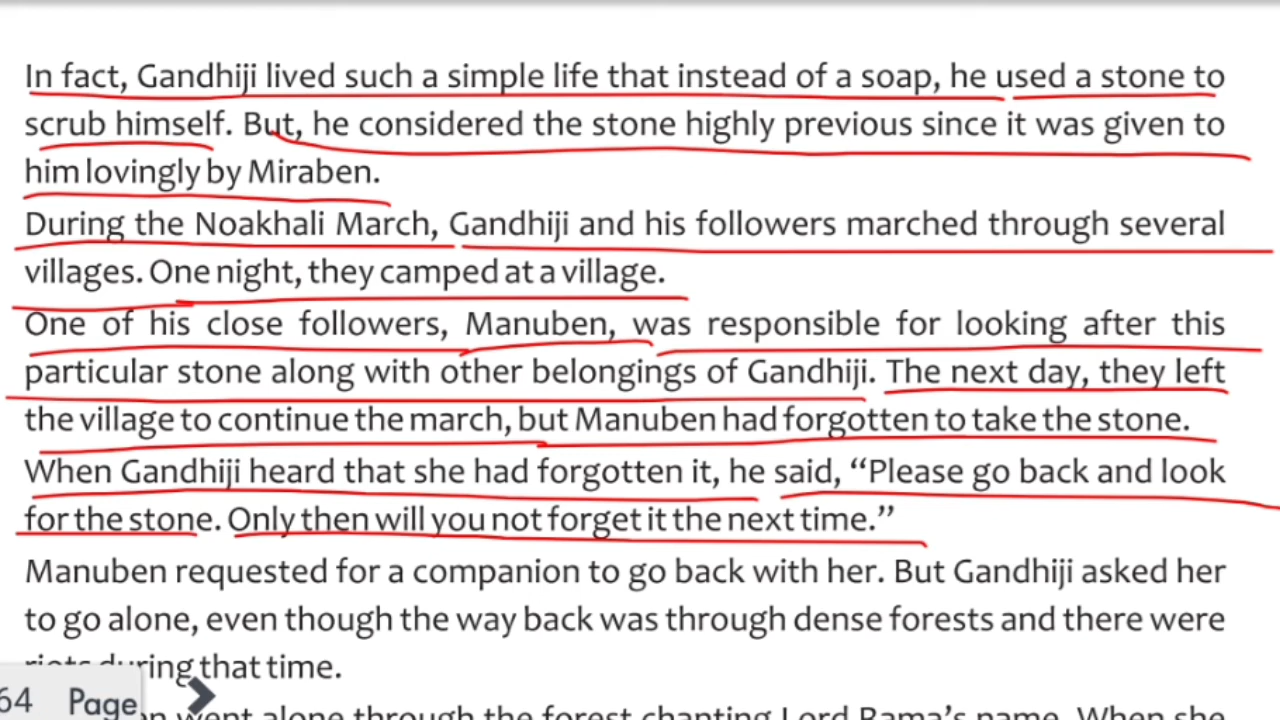 In fact, Gandhiji lived such a simple life that instead of a soap, he used a stone to
scrub himself. But, he considered the stone highly previous since it was given to
him lovingly by Miraben.
During the Noakhali March, Gandhiji and his followers marched through several
villages. One night, they camped at a village.
One of his close followers, Manuben, was responsible for looking after this
particular stone along with other belongings of Gandhiji. The next day, they left
the village to continue the march, but Manuben had forgotten to take the stone.
When Gandhiji heard that she had forgotten it, he said, “Please go back and look
for the stone. Only then will you not forget it the next time.”
Manuben requested for a companion to go back with her. But Gandhiji asked her
to go alone, even though the way back was through dense forests and there were
riots during that time.
went alone through the forest chanting Lord Rama’s name. When she
64 Page